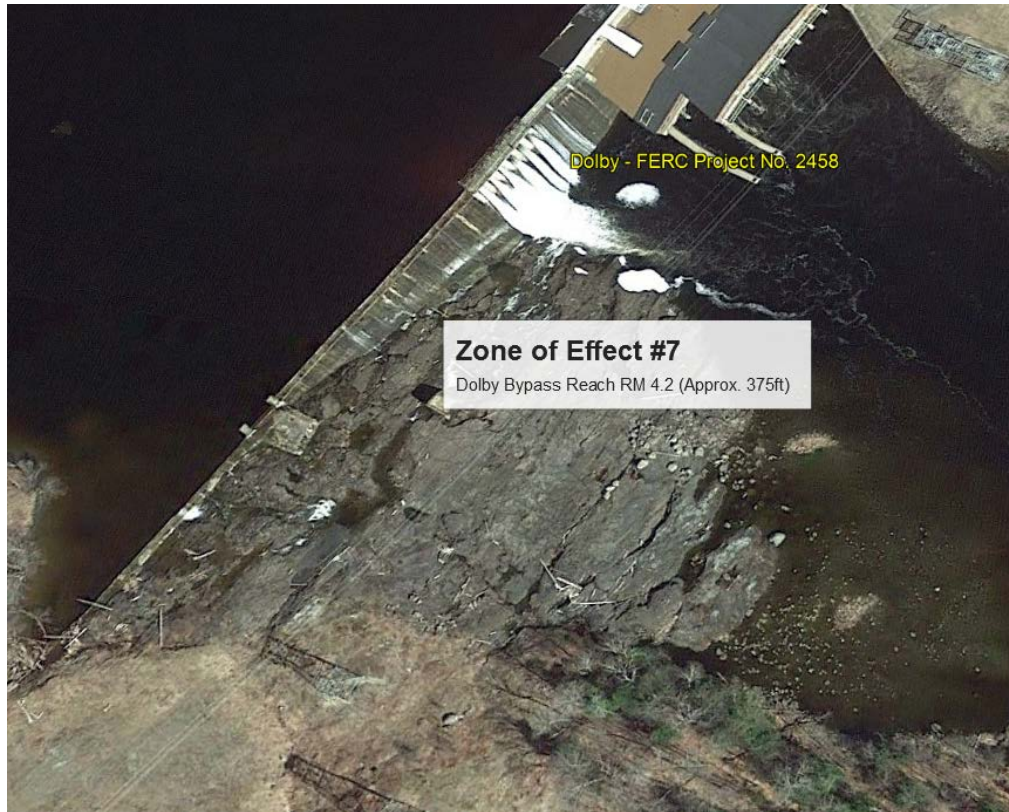 Dolby - FERC Project No. 2458
Zone of Effect #7
Dolby Bypass Reach RM 4.2 (Approx. 375ft)